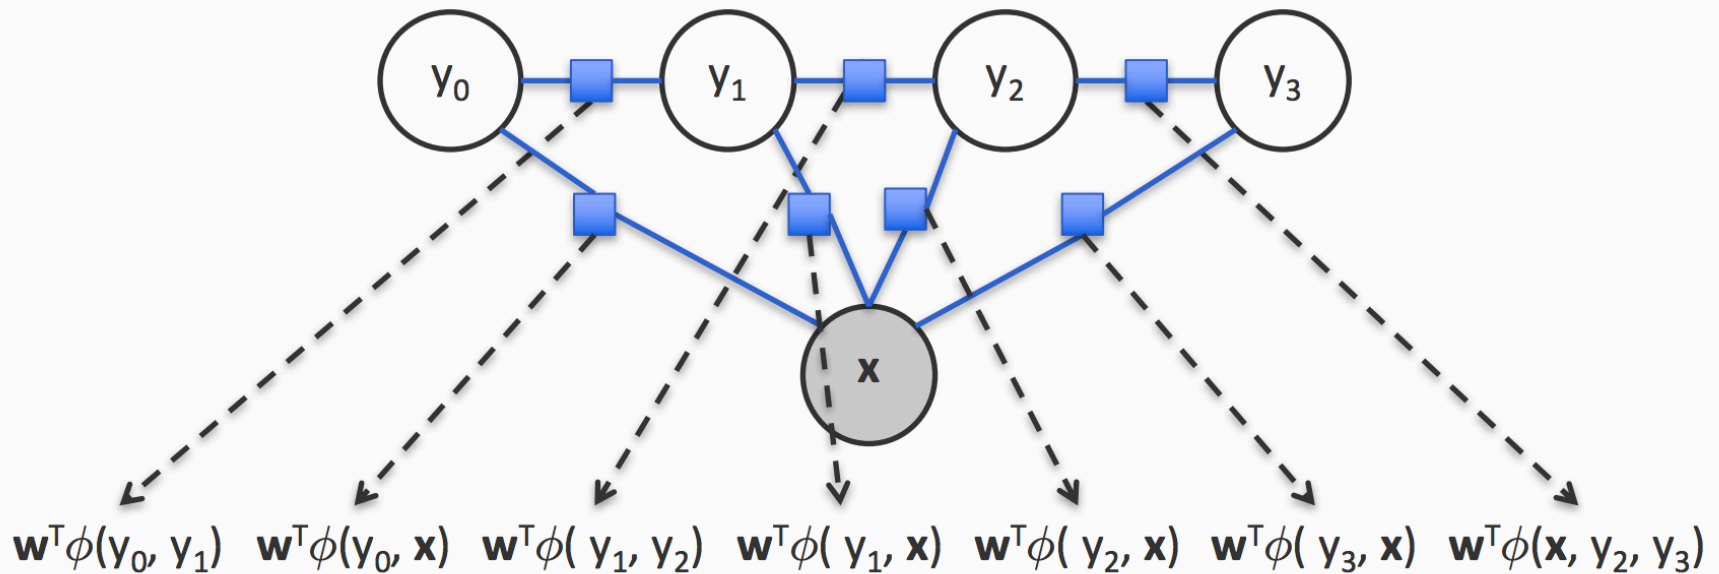 y₀ y₁ y₂ y₃
x
wᵀϕ(y₀, y₁) wᵀϕ(y₀, x) wᵀϕ( y₁, y₂) wᵀϕ( y₁, x) wᵀϕ( y₂, x) wᵀϕ( y₃, x) wᵀϕ(x, y₂, y₃)